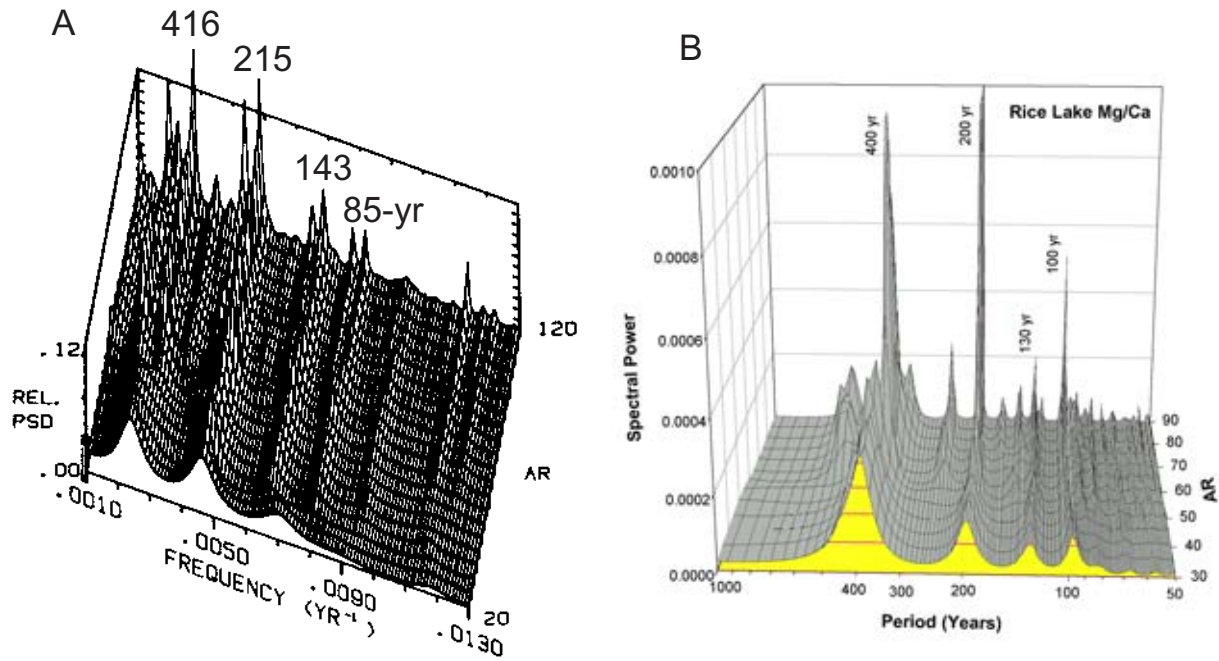 A
416
215
143
85-yr
.12
REL.
PSD
.00
.0010
.0050
.0090
.0130
FREQUENCY (YR⁻¹)
20
AR
120
B
Rice Lake Mg/Ca
400 yr
200 yr
130 yr
100 yr
0.0010
0.0008
0.0006
0.0004
0.0002
0.0000
Spectral Power
1000
400
300
200
100
50
Period (Years)
90
80
70
60
50
40
30
AR